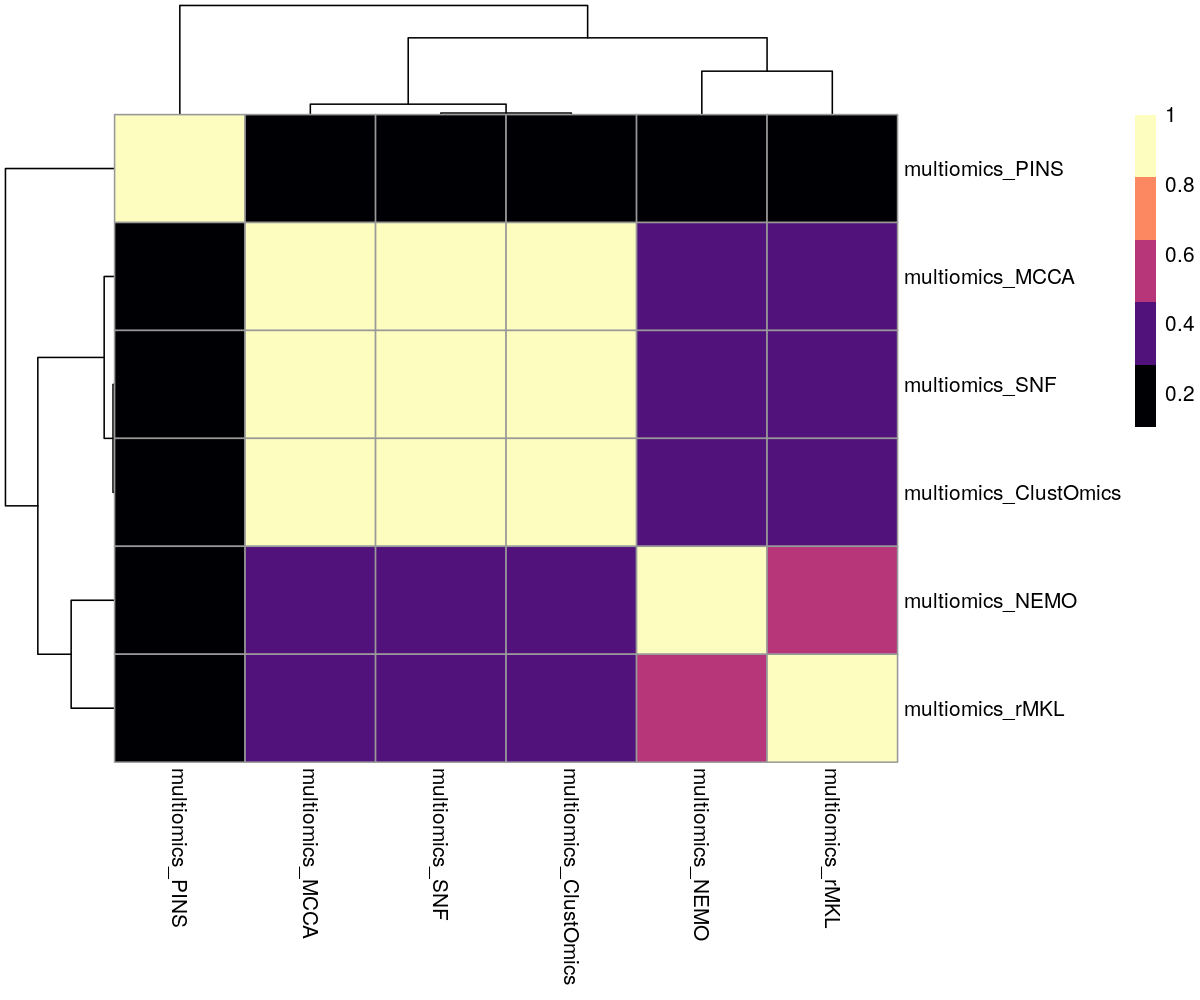 1
0.8
0.6
0.4
0.2
multiomics_PINS
multiomics_MCCA
multiomics_SNF
multiomics_ClustOmics
multiomics_NEMO
multiomics_rMKL
multiomics_PINS
multiomics_MCCA
multiomics_SNF
multiomics_ClustOmics
multiomics_NEMO
multiomics_rMKL